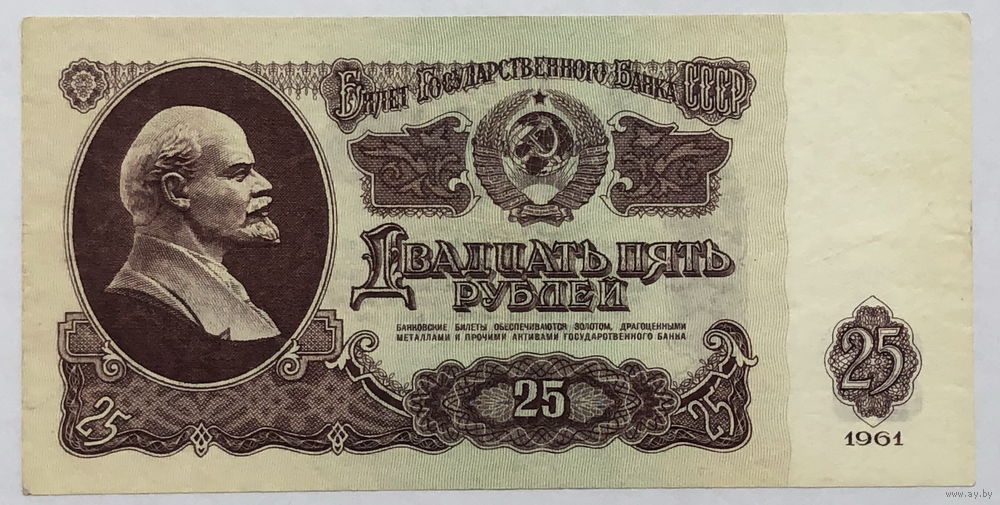 Билет Государственного Банка СССР
Двадцать пять
рублей
БАНКОВСКИЕ БИЛЕТЫ ОБЕСПЕЧИВАЮТСЯ ЗОЛОТОМ, ДРАГОЦЕННЫМИ
МЕТАЛЛАМИ И ПРОЧИМИ АКТИВАМИ ГОСУДАРСТВЕННОГО БАНКА
25
25
25
25
1961
www.ay.by